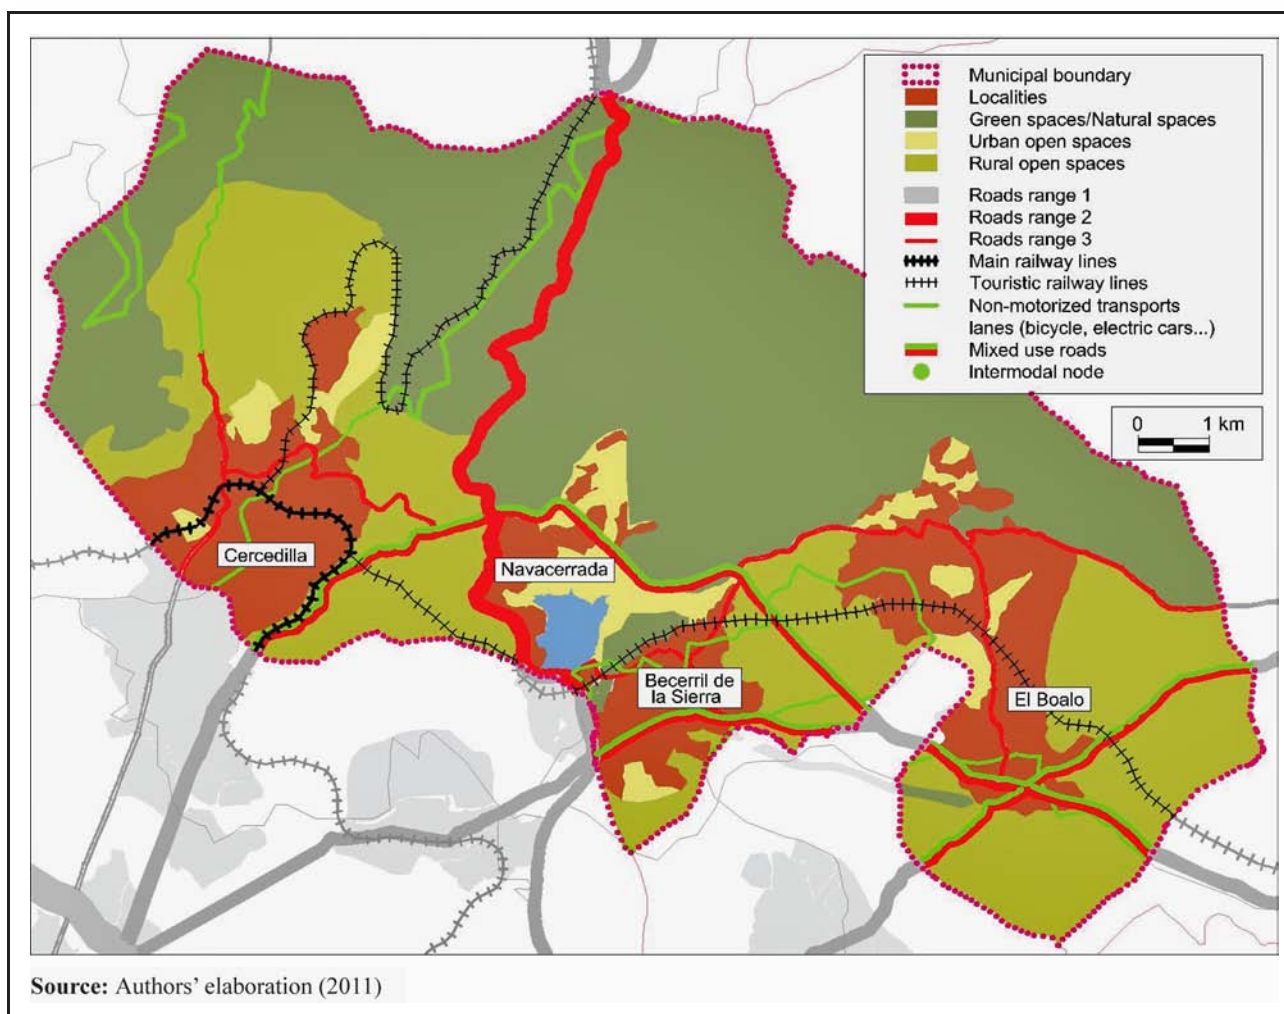 Municipal boundary
Localities
Green spaces/Natural spaces
Urban open spaces
Rural open spaces
Roads range 1
Roads range 2
Roads range 3
Main railway lines
Touristic railway lines
Non-motorized transports
lanes (bicycle, electric cars...)
Mixed use roads
Intermodal node
0 1 km
Cercedilla
Navacerrada
Becerril de
la Sierra
El Boalo
Source: Authors’ elaboration (2011)